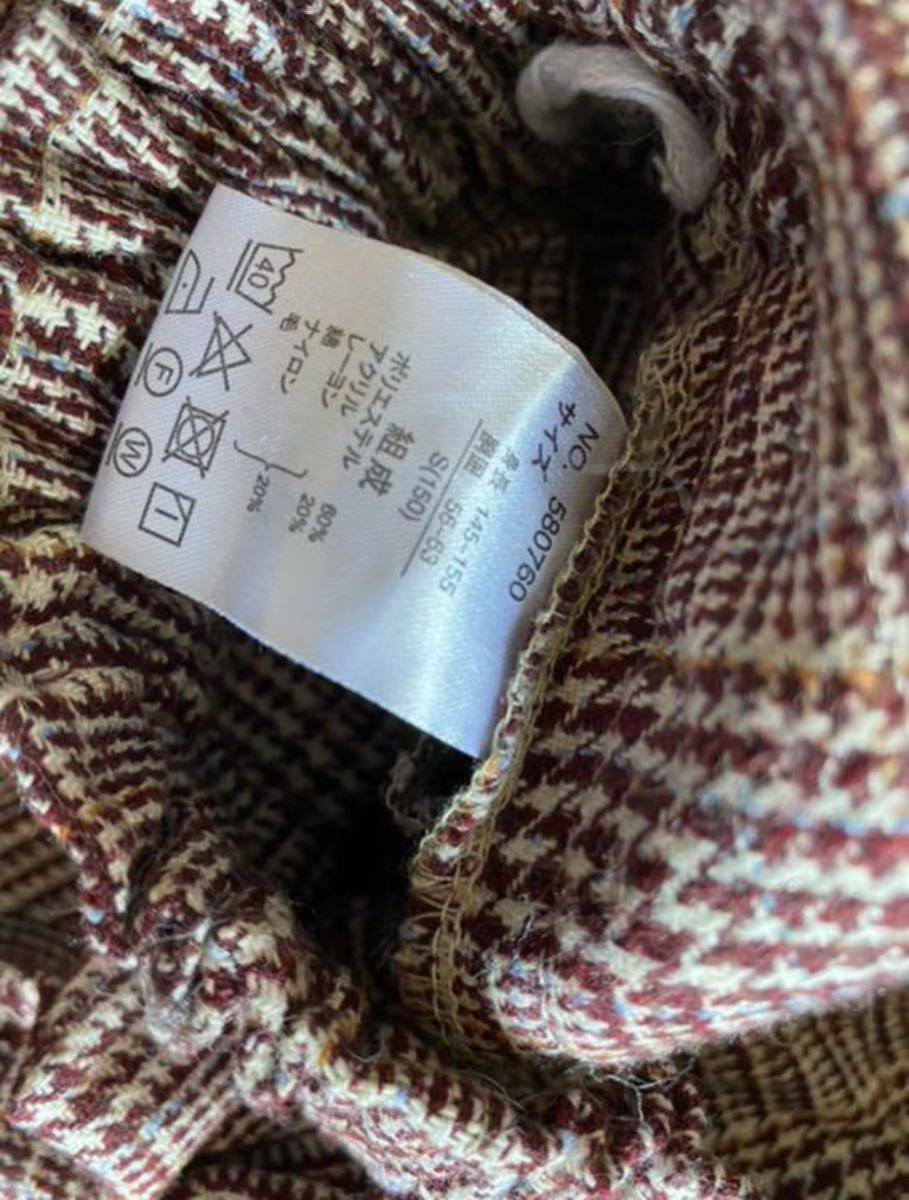 NO. 580760
サイズ
身長 145-155
胴囲 56-63
S(150)
組成
ポリエステル 60%
アクリル 20%
レーヨン
綿
ナイロン
毛
20%
40
F
W